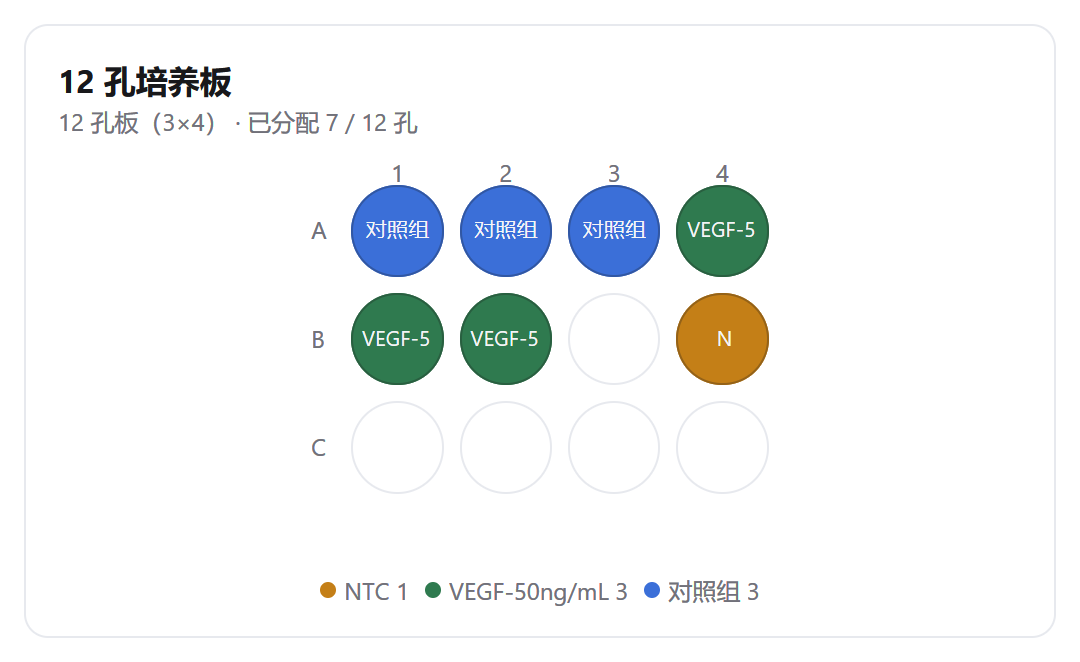 12 孔培养板
12 孔板（3×4） · 已分配 7 / 12 孔
1 2 3 4
A 对照组 对照组 对照组 VEGF-5
B VEGF-5 VEGF-5 N
C
NTC 1 VEGF-50ng/mL 3 对照组 3